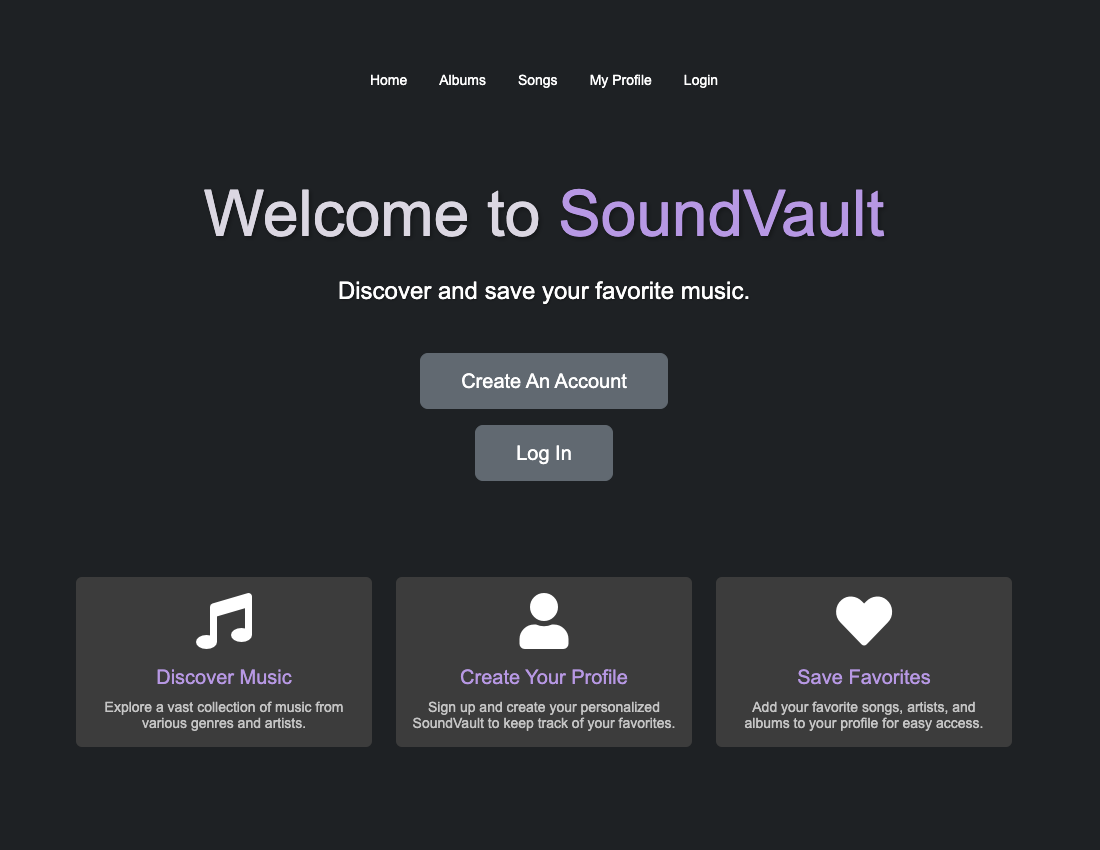 Home Albums Songs My Profile Login
Welcome to SoundVault
Discover and save your favorite music.
Create An Account
Log In
Discover Music
Explore a vast collection of music from
various genres and artists.
Create Your Profile
Sign up and create your personalized
SoundVault to keep track of your favorites.
Save Favorites
Add your favorite songs, artists, and
albums to your profile for easy access.